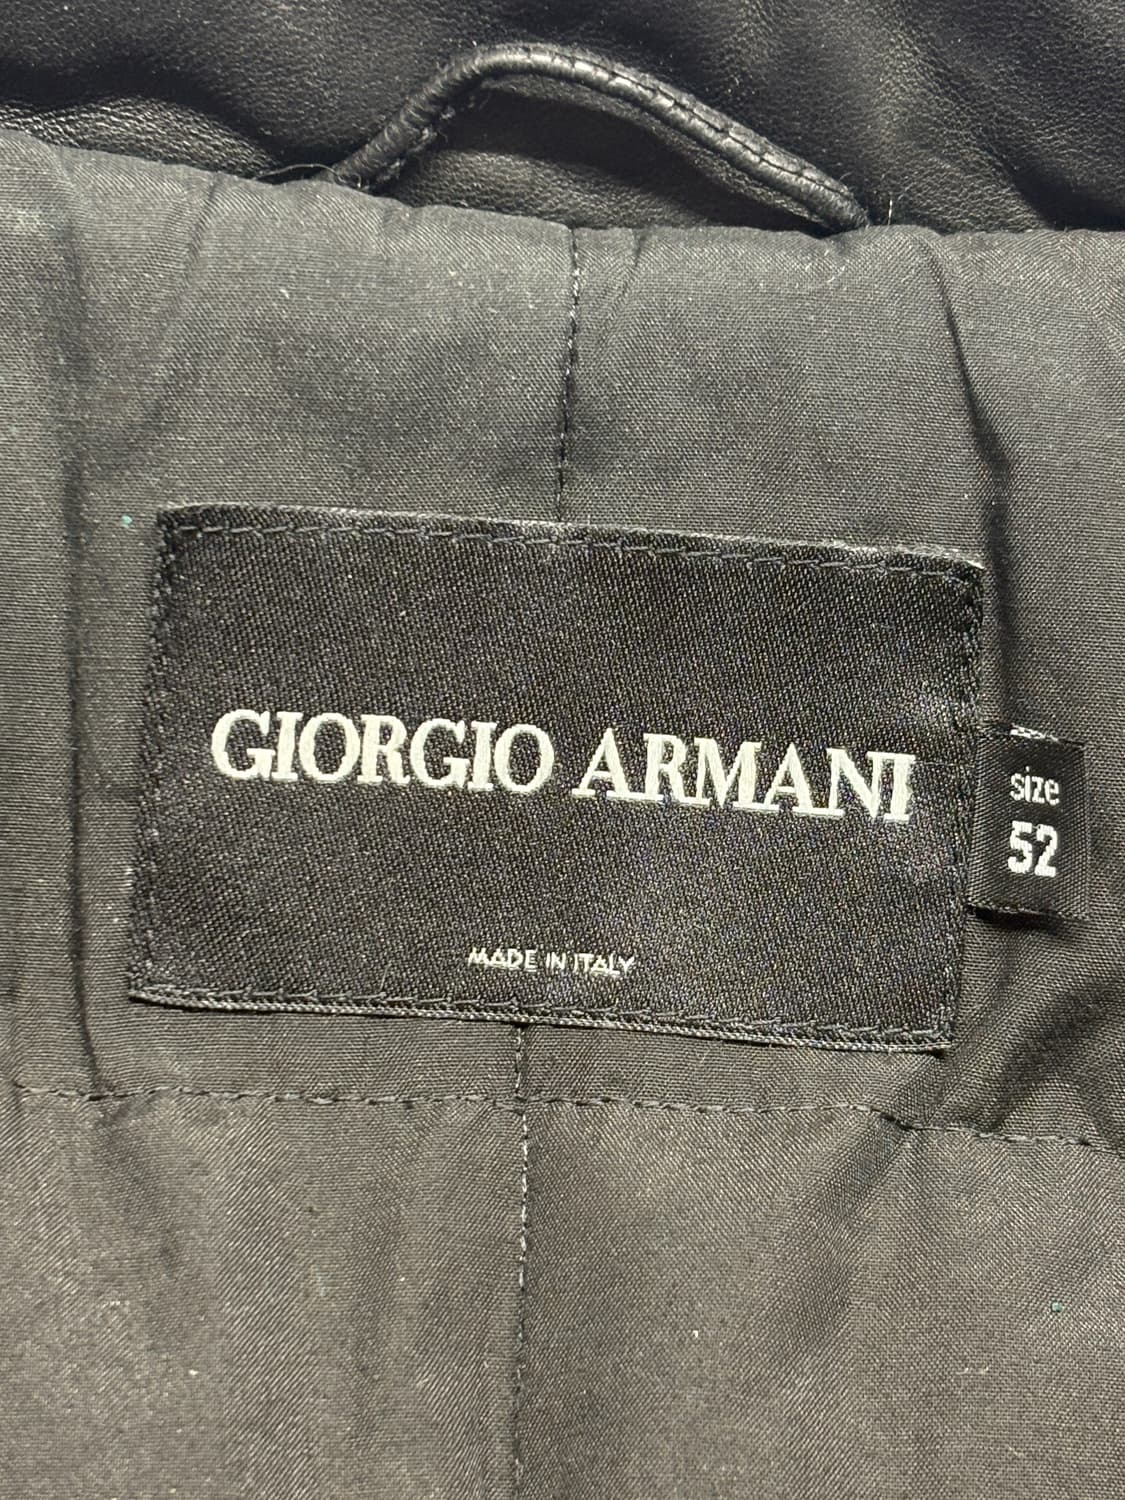 GIORGIO ARMANI
MADE IN ITALY
size
52